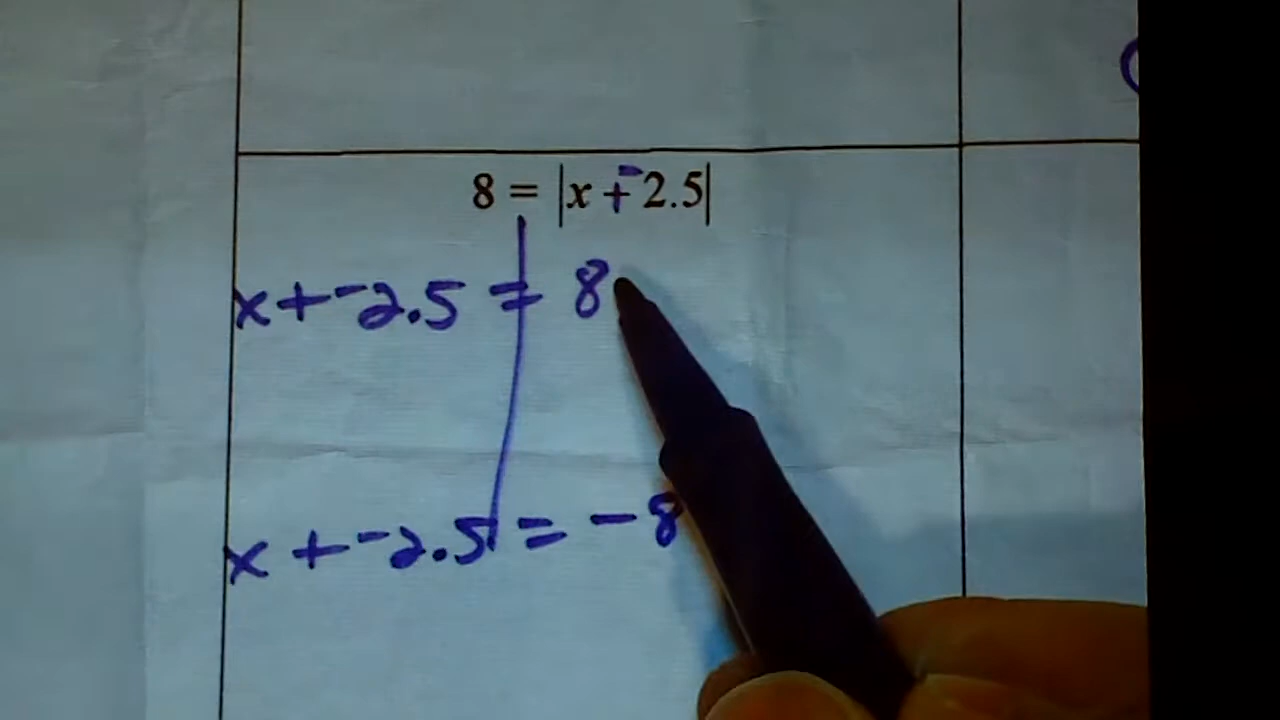 8 = |x + -2.5|
x + -2.5 = 8
x + -2.5 = -8